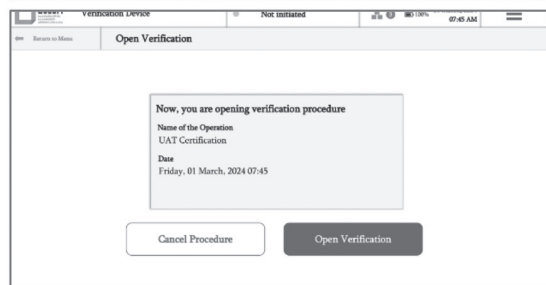 Verification Device
Not initiated
100%
07:45 AM
Return to Menu
Open Verification
Now, you are opening verification procedure
Name of the Operation
UAT Certification
Date
Friday, 01 March, 2024 07:45
Cancel Procedure
Open Verification